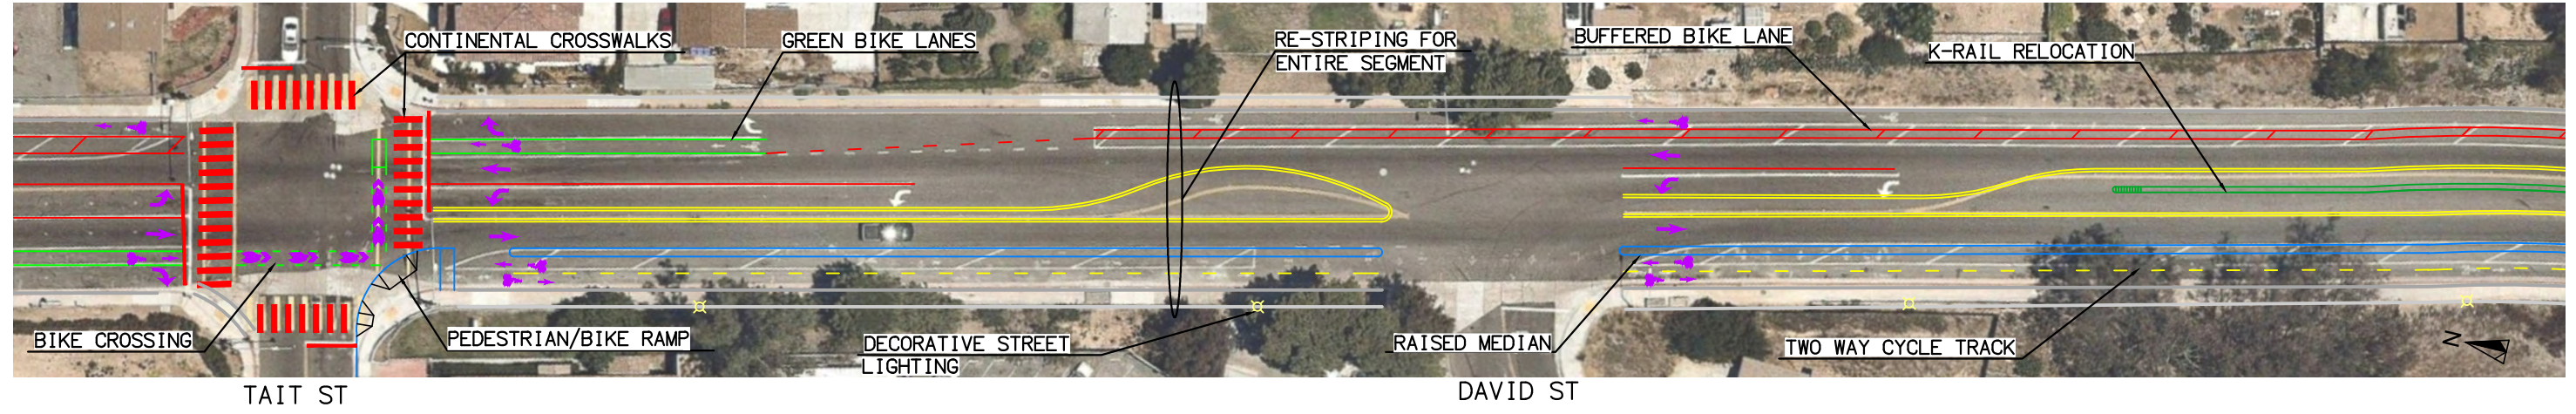 CONTINENTAL CROSSWALKS
GREEN BIKE LANES
RE-STRIPING FOR
ENTIRE SEGMENT
BUFFERED BIKE LANE
K-RAIL RELOCATION
BIKE CROSSING
PEDESTRIAN/BIKE RAMP
DECORATIVE STREET
LIGHTING
RAISED MEDIAN
TWO WAY CYCLE TRACK
N
TAIT ST
DAVID ST